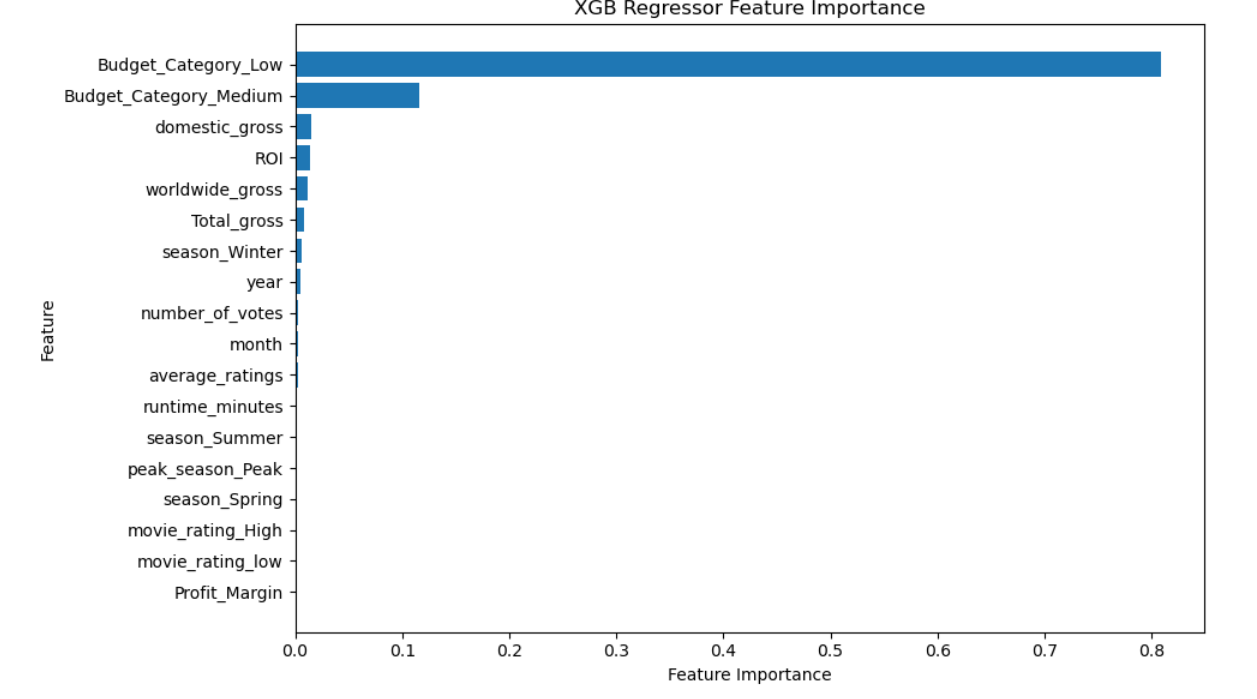 XGB Regressor Feature Importance
Budget_Category_Low
Budget_Category_Medium
domestic_gross
ROI
worldwide_gross
Total_gross
season_Winter
year
number_of_votes
month
average_ratings
runtime_minutes
season_Summer
peak_season_Peak
season_Spring
movie_rating_High
movie_rating_low
Profit_Margin
Feature
0.0 0.1 0.2 0.3 0.4 0.5 0.6 0.7 0.8
Feature Importance